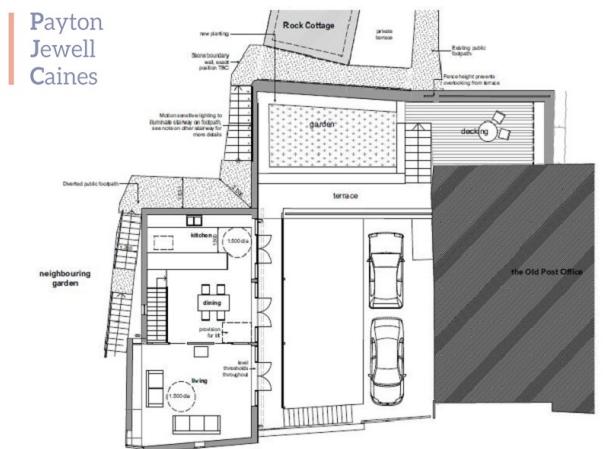 Payton
Jewell
Caines
Rock Cottage
private
terrace
new planting
Stone boundary
wall, exact
position TBC
Existing public
footpath
Fence height prevents
overlooking from terrace
Motion sensitive lighting to
illuminate stairway on footpath,
see note on other stairway for
more details
garden
decking
Diverted public footpath
terrace
kitchen
1,500 dia
neighbouring
garden
dining
the Old Post Office
provision
for lift
level
thresholds
throughout
living
1,500 dia